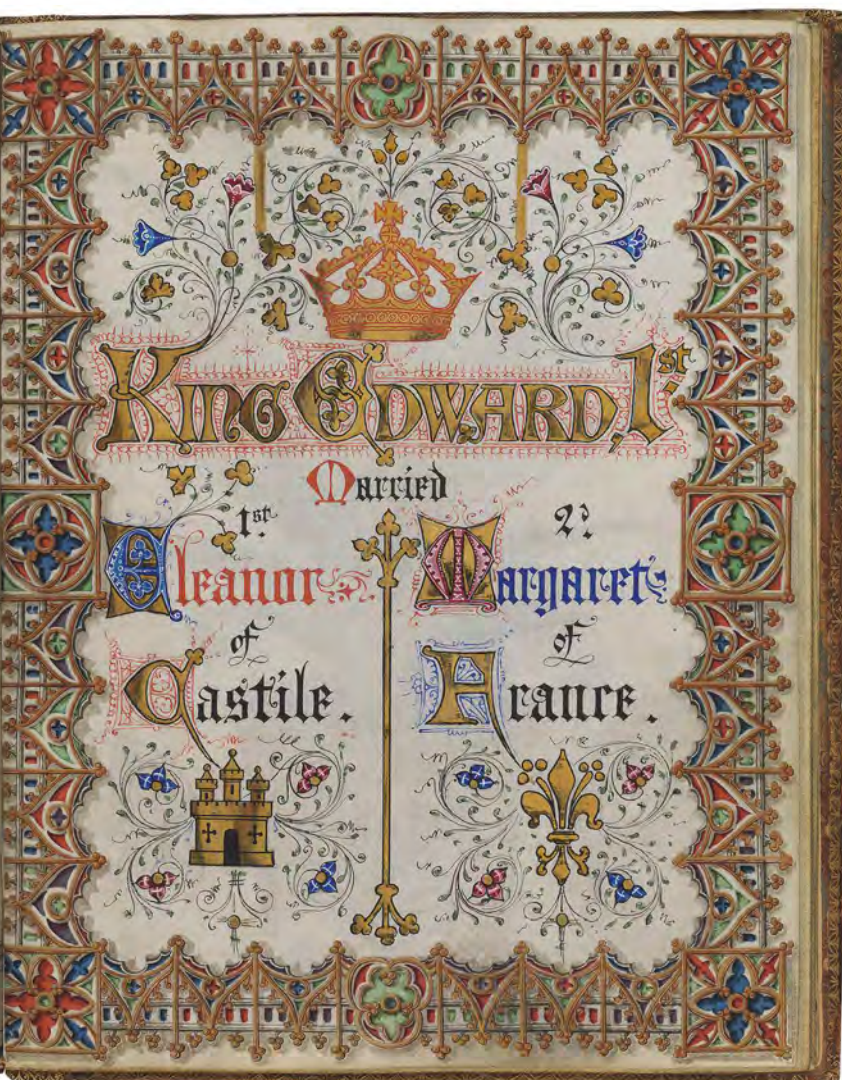 King Edward, 1st.
Married
1st.
Eleanor
of
Castile.
2d.
Margaret
of
France.